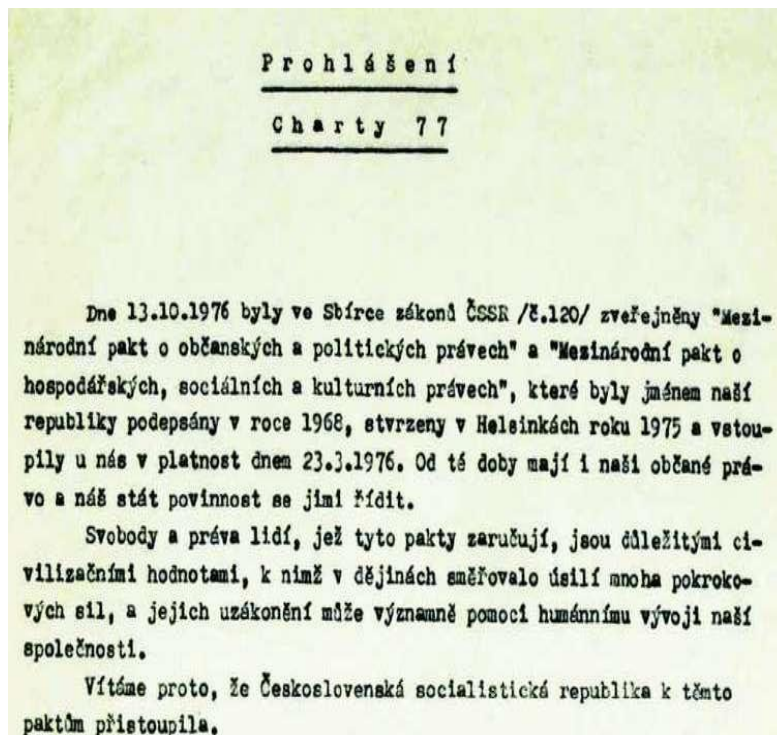 Prohlášení
Charty 77
Dne 13.10.1976 byly ve Sbírce zákonů ČSSR /č.120/ zveřejněny "Mezi-
národní pakt o občanských a politických právech" a "Mezinárodní pakt o
hospodářských, sociálních a kulturních právech", které byly jménem naší
republiky podepsány v roce 1968, stvrzeny v Helsinkách roku 1975 a vstou-
pily u nás v platnost dnem 23.3.1976. Od té doby mají i naši občané prá-
vo a náš stát povinnost se jimi řídit.
Svobody a práva lidí, jež tyto pakty zaručují, jsou důležitými ci-
vilizačními hodnotami, k nimž v dějinách směřovalo úsilí mnoha pokroko-
vých sil, a jejich uzákonění může významně pomoci humánnímu vývoji naší
společnosti.
Vítáme proto, že Československá socialistická republika k těmto
paktům přistoupila.